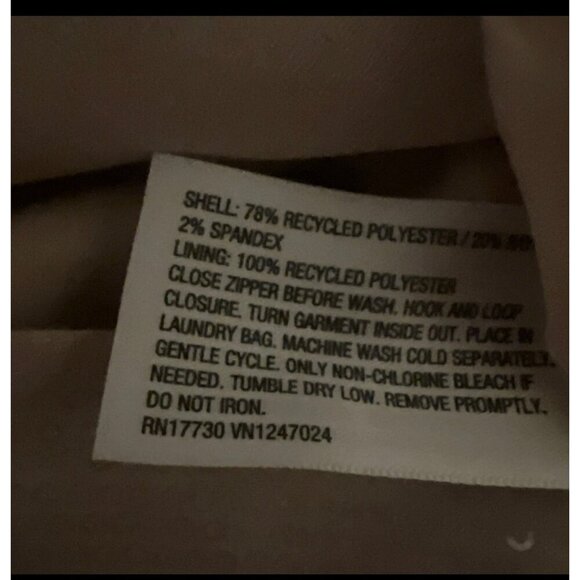 SHELL: 78% RECYCLED POLYESTER / 20%
2% SPANDEX
LINING: 100% RECYCLED POLYESTER
CLOSE ZIPPER BEFORE WASH. HOOK AND LOOP
CLOSURE. TURN GARMENT INSIDE OUT. PLACE IN
LAUNDRY BAG. MACHINE WASH COLD SEPARATELY.
GENTLE CYCLE. ONLY NON-CHLORINE BLEACH IF
NEEDED. TUMBLE DRY LOW. REMOVE PROMPTLY.
DO NOT IRON.
RN17730 VN1247024